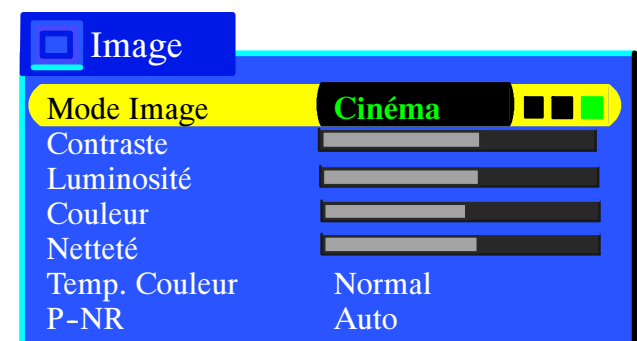 Image
Mode Image Cinéma
Contraste
Luminosité
Couleur
Netteté
Temp. Couleur Normal
P-NR Auto